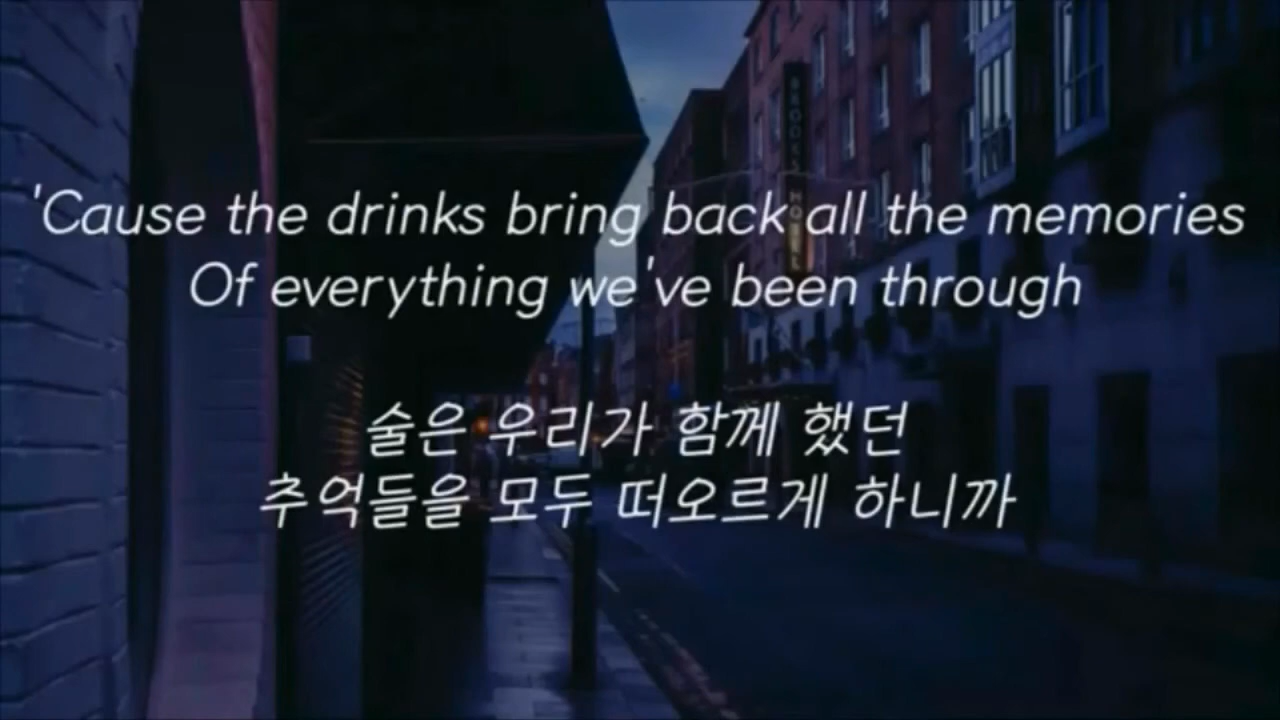 'Cause the drinks bring back all the memories
Of everything we've been through
술은 우리가 함께 했던
추억들을 모두 떠오르게 하니까